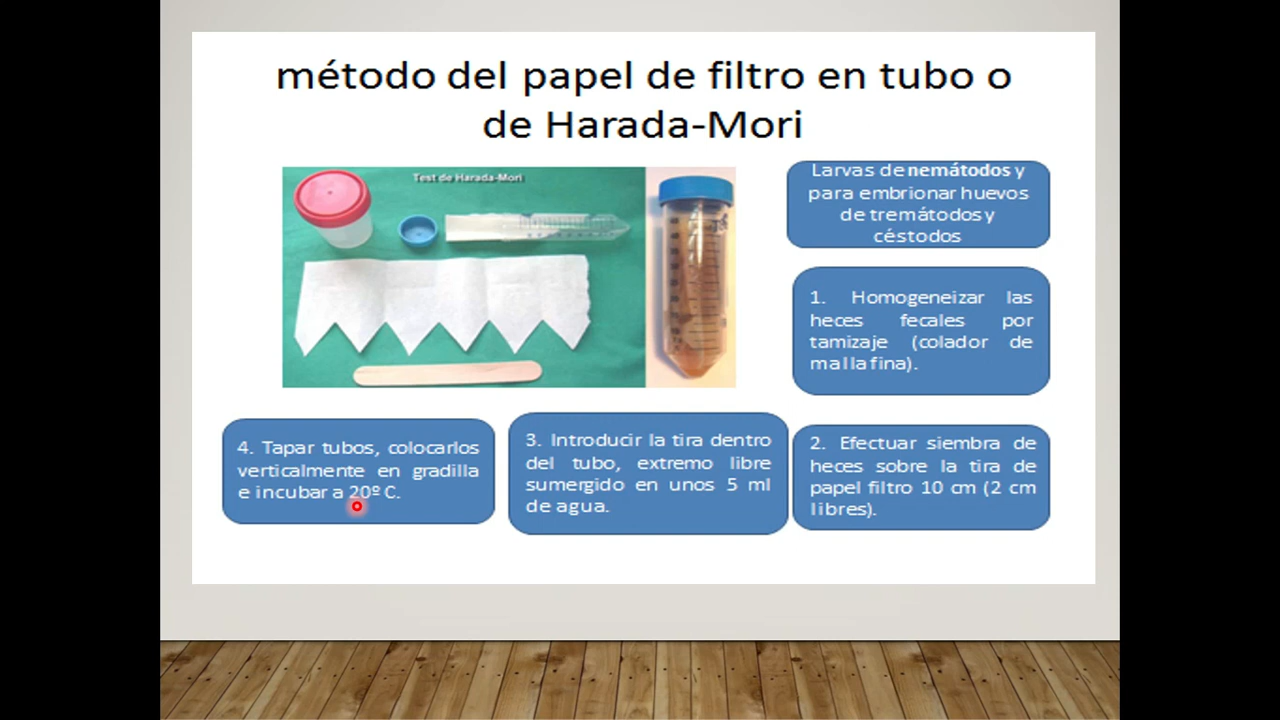 método del papel de filtro en tubo o
de Harada-Mori
Test de Harada-Mori
Larvas de nemátodos y
para embrionar huevos
de tremátodos y
céstodos
1. Homogeneizar las
heces fecales por
tamizaje (colador de
malla fina).
2. Efectuar siembra de
heces sobre la tira de
papel filtro 10 cm (2 cm
libres).
3. Introducir la tira dentro
del tubo, extremo libre
sumergido en unos 5 ml
de agua.
4. Tapar tubos, colocarlos
verticalmente en gradilla
e incubar a 20º C.